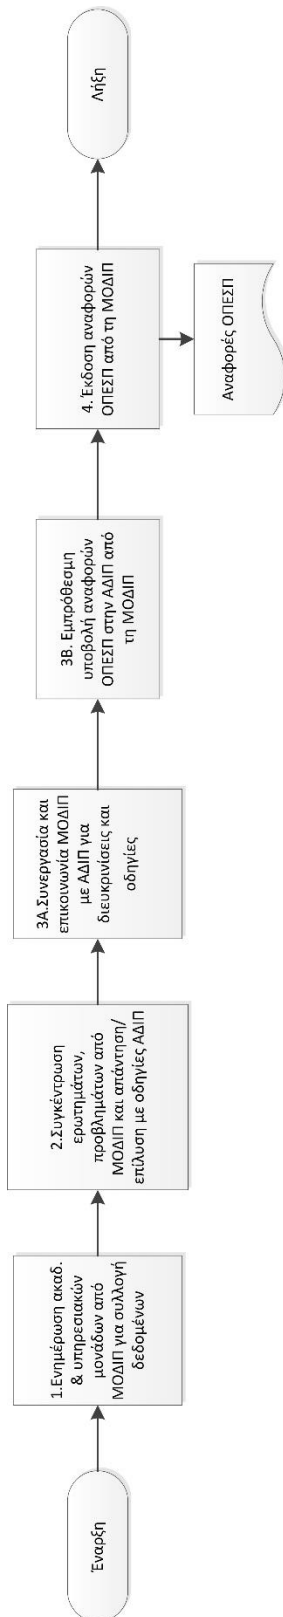 Έναρξη
1.Ενημέρωση ακαδ.
& υπηρεσιακών
μονάδων από
ΜΟΔΙΠ για συλλογή
δεδομένων
2.Συγκέντρωση
ερωτημάτων,
προβλημάτων από
ΜΟΔΙΠ και απάντηση/
επίλυση με οδηγίες ΑΔΙΠ
3Α.Συνεργασία και
επικοινωνία ΜΟΔΙΠ
με ΑΔΙΠ για
διευκρινίσεις και
οδηγίες
3Β. Εμπρόθεσμη
υποβολή αναφορών
ΟΠΕΣΠ στην ΑΔΙΠ από
τη ΜΟΔΙΠ
4. Έκδοση αναφορών
ΟΠΕΣΠ από τη ΜΟΔΙΠ
Αναφορές ΟΠΕΣΠ
Λήξη